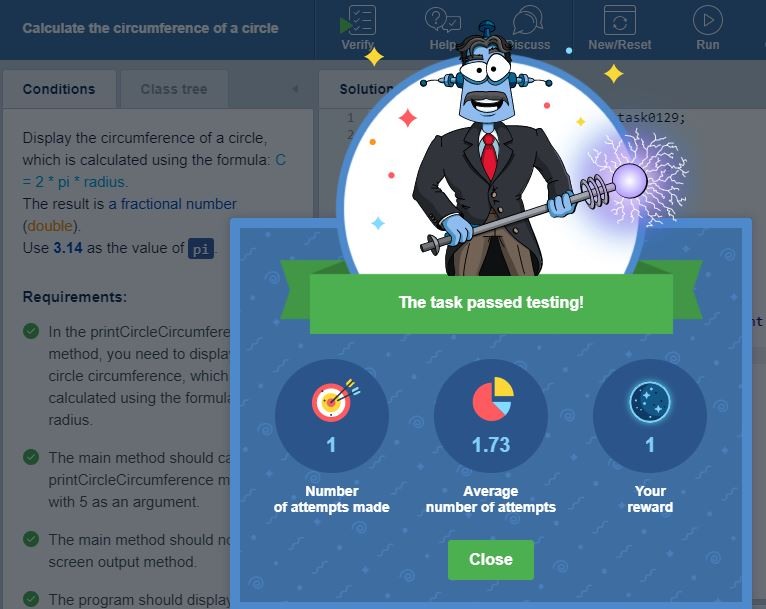 Calculate the circumference of a circle
Verify
Help
Discuss
New/Reset
Run
Conditions
Class tree
Solution
1
task0129;
2
Display the circumference of a circle,
which is calculated using the formula: C
= 2 * pi * radius.
The result is a fractional number
(double).
Use 3.14 as the value of pi.
Requirements:
In the printCircleCircumfere
method, you need to displa
circle circumference, which
calculated using the formula
radius.
The main method should ca
printCircleCircumference m
with 5 as an argument.
The main method should no
screen output method.
The program should display
nt
The task passed testing!
1
Number
of attempts made
1.73
Average
number of attempts
1
Your
reward
Close